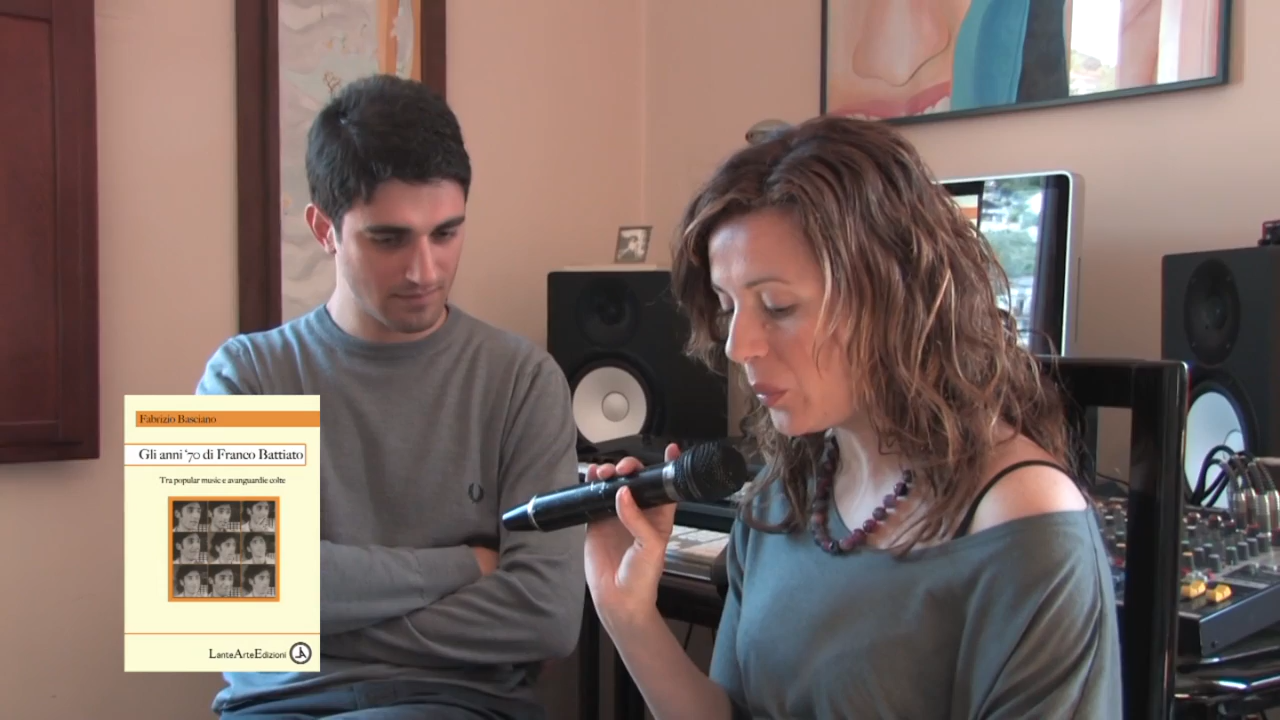 Fabrizio Basciano
Gli anni '70 di Franco Battiato
Tra popular music e avanguardie colte
LanteArteEdizioni